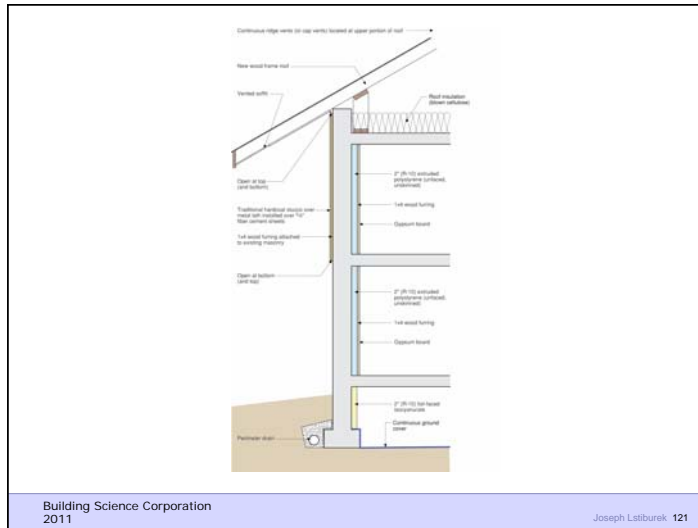 Continuous ridge vents (or cap vents) located at upper portion of roof
New wood frame roof
Vented soffit
Roof insulation
(blown cellulose)
Open at top
(and bottom)
2" (R-10) extruded
polystyrene (unfaced,
unskinned)
1x4 wood furring
Gypsum board
Traditional hardcoat stucco over
metal lath installed over
fiber cement sheets
1x4 wood furring attached
to existing masonry
Open at bottom
(and top)
2" (R-10) extruded
polystyrene (unfaced,
unskinned)
1x4 wood furring
Gypsum board
2" (R-10) foil-faced
isocyanurate
Continuous ground
cover
Perimeter drain
Building Science Corporation
2011
Joseph Lstiburek 121